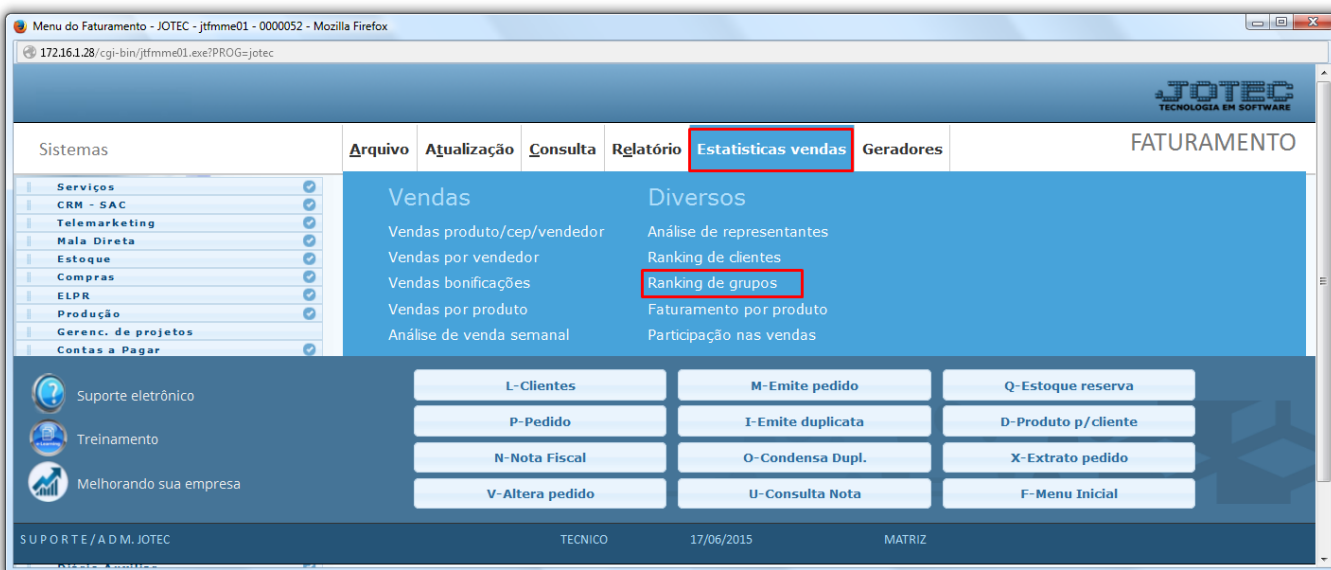 Menu do Faturamento - JOTEC - jtfmme01 - 0000052 - Mozilla Firefox
172.16.1.28/cgi-bin/jtfmme01.exe?PROG=jotec
JOTEC
TECNOLOGIA EM SOFTWARE
Sistemas
Arquivo Atualização Consulta Relatório Estatisticas vendas Geradores
FATURAMENTO
Serviços
CRM - SAC
Telemarketing
Mala Direta
Estoque
Compras
ELPR
Produção
Gerenc. de projetos
Contas a Pagar
Vendas
Vendas produto/cep/vendedor
Vendas por vendedor
Vendas bonificações
Vendas por produto
Análise de venda semanal
Diversos
Análise de representantes
Ranking de clientes
Ranking de grupos
Faturamento por produto
Participação nas vendas
Suporte eletrônico
Treinamento
Melhorando sua empresa
L-Clientes M-Emite pedido Q-Estoque reserva
P-Pedido I-Emite duplicata D-Produto p/cliente
N-Nota Fiscal O-Condensa Dupl. X-Extrato pedido
V-Altera pedido U-Consulta Nota F-Menu Inicial
SUPORTE/ADM. JOTEC TECNICO 17/06/2015 MATRIZ